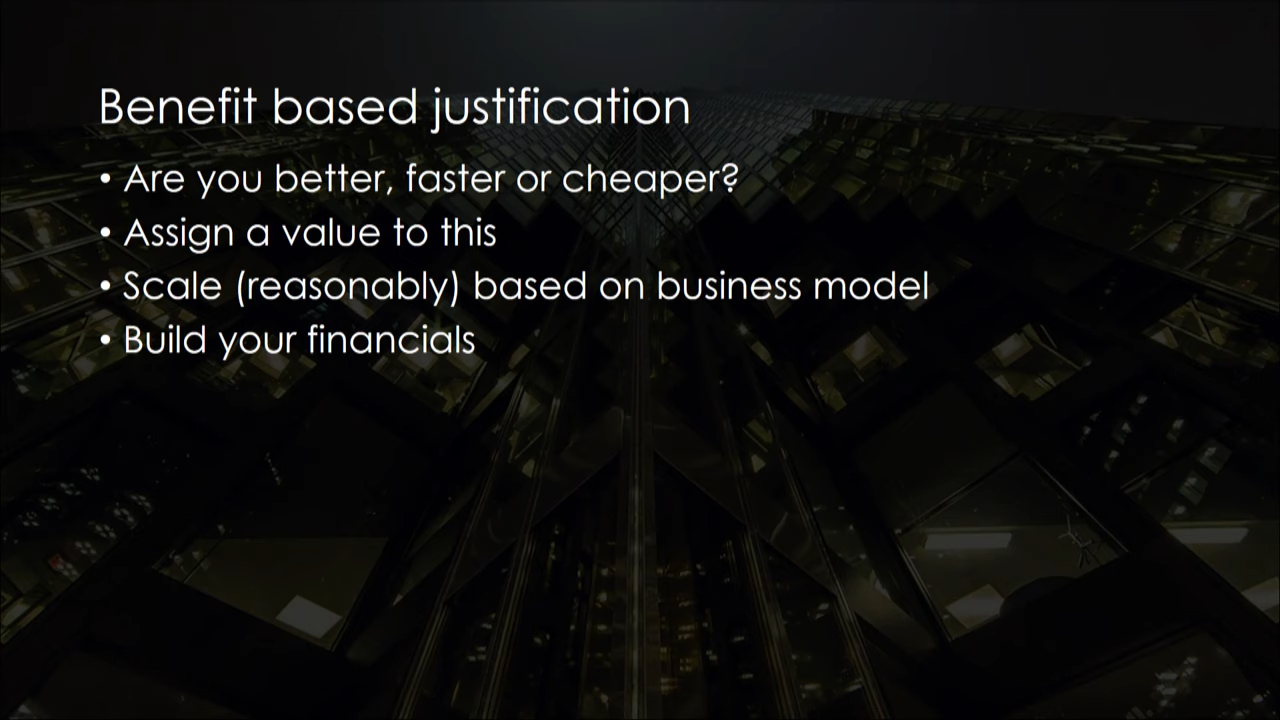 Benefit based justification
• Are you better, faster or cheaper?
• Assign a value to this
• Scale (reasonably) based on business model
• Build your financials